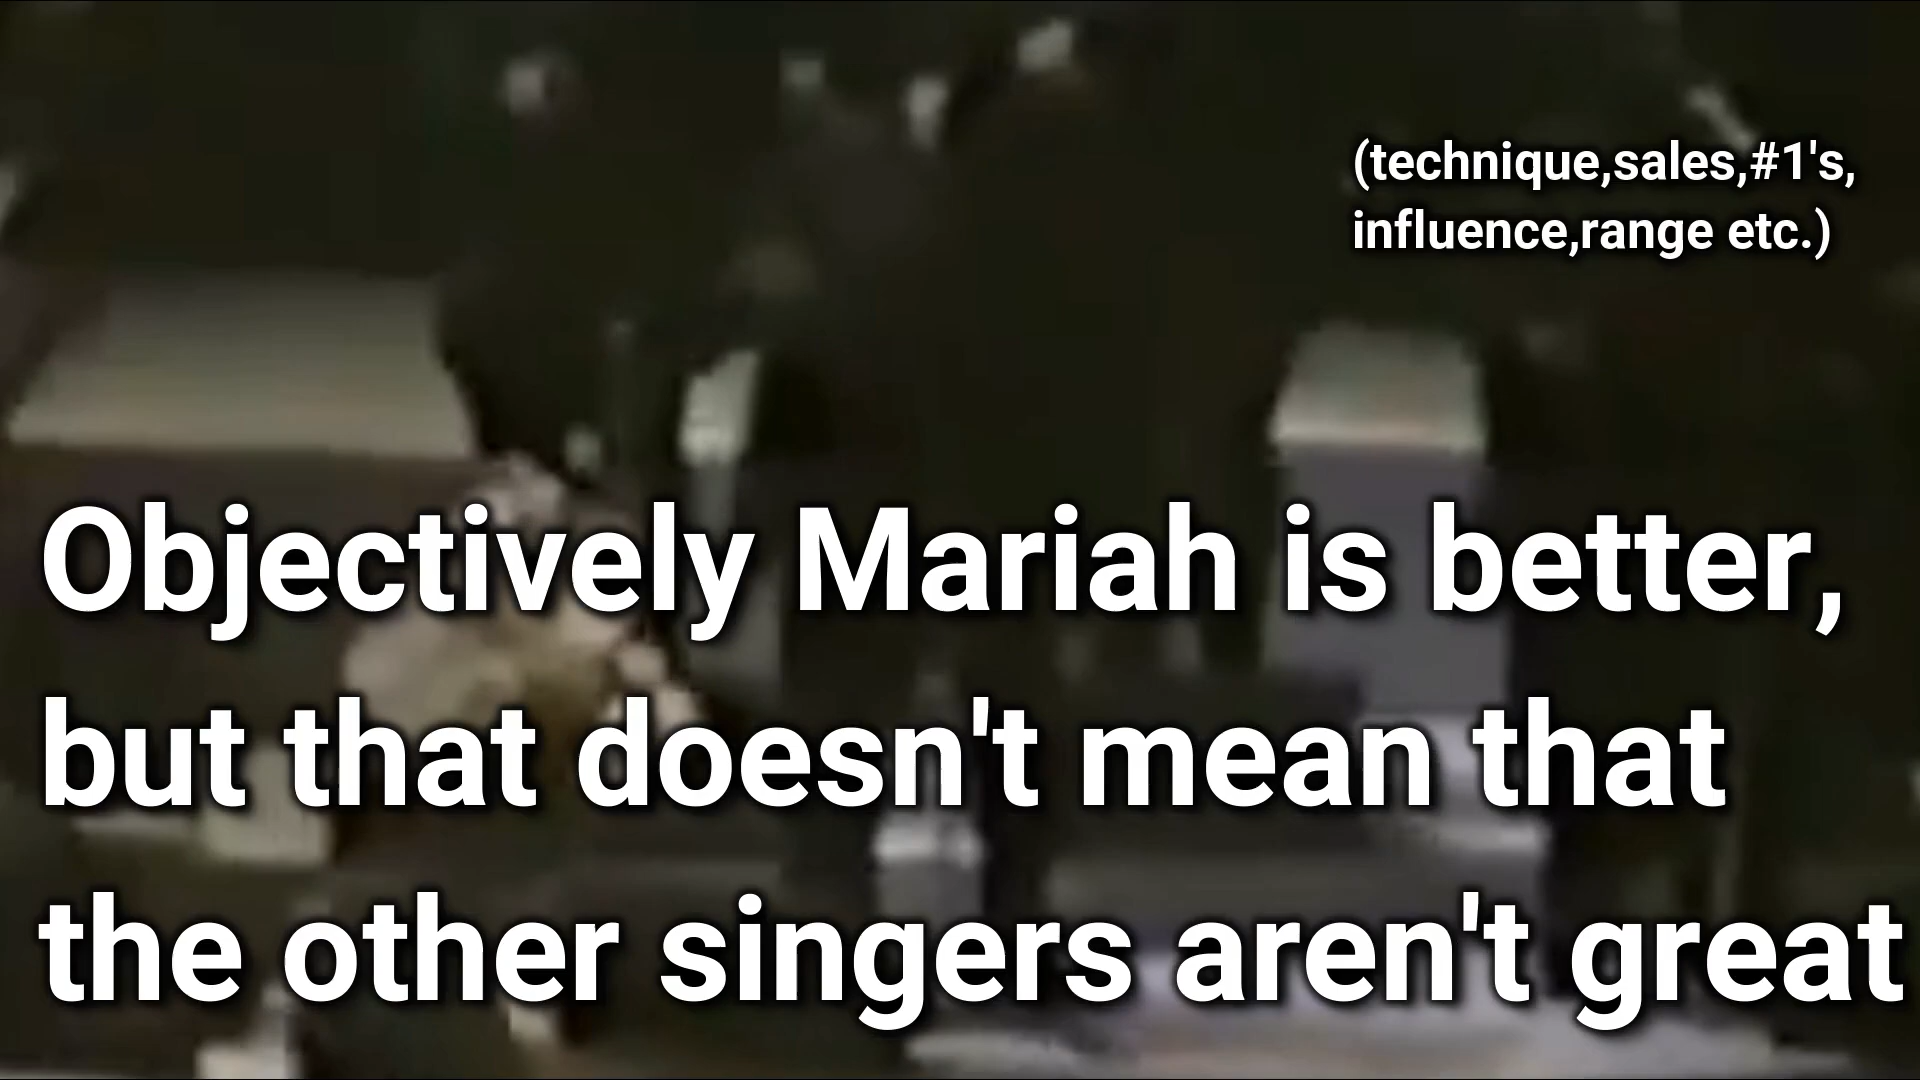 (technique,sales,#1's,
influence,range etc.)
Objectively Mariah is better,
but that doesn't mean that
the other singers aren't great